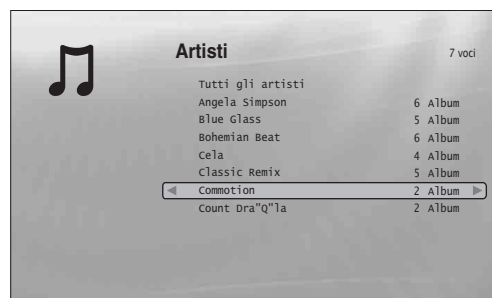 Artisti 7 voci
Tutti gli artisti
Angela Simpson 6 Album
Blue Glass 5 Album
Bohemian Beat 6 Album
Cela 4 Album
Classic Remix 5 Album
Commotion 2 Album
Count Dra"Q"la 2 Album